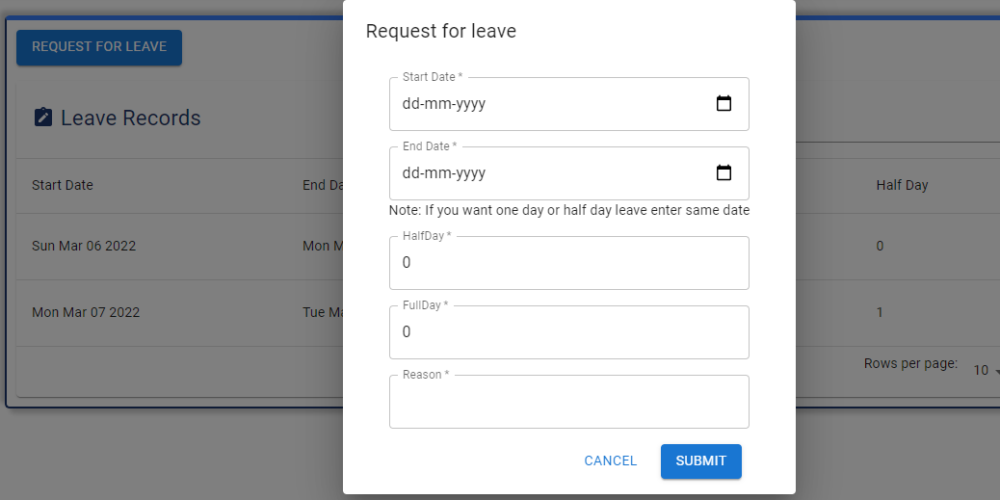 REQUEST FOR LEAVE
Leave Records
Start Date End Da Half Day
Sun Mar 06 2022 Mon M 0
Mon Mar 07 2022 Tue Ma 1
Rows per page: 10
Request for leave
Start Date *
dd-mm-yyyy
End Date *
dd-mm-yyyy
Note: If you want one day or half day leave enter same date
HalfDay *
0
FullDay *
0
Reason *
CANCEL SUBMIT